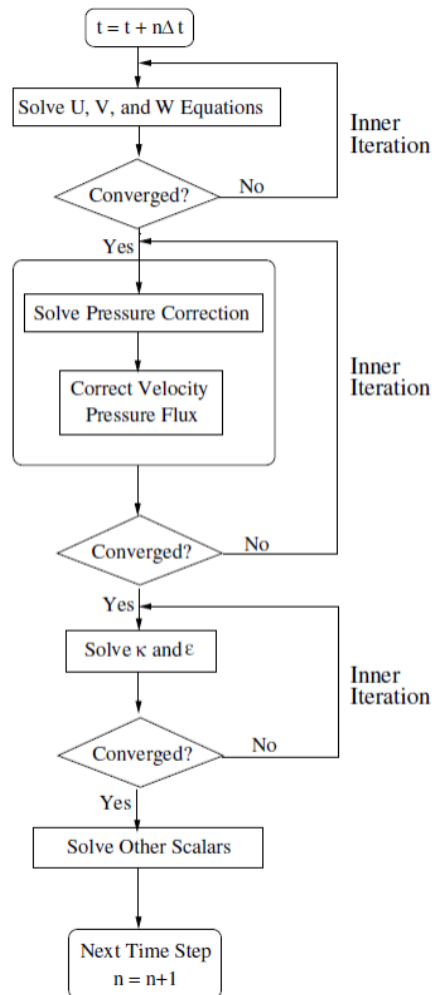 t = t + nΔ t
Solve U, V, and W Equations
Inner
Iteration
Converged?
No
Yes
Solve Pressure Correction
Correct Velocity
Pressure Flux
Inner
Iteration
Converged?
No
Yes
Solve κ and ε
Inner
Iteration
Converged?
No
Yes
Solve Other Scalars
Next Time Step
n = n+1